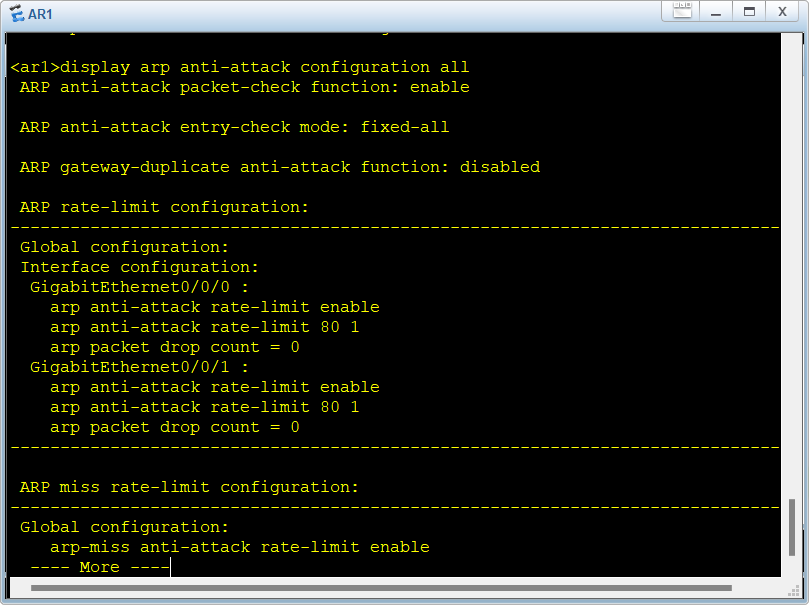 AR1
<ar1>display arp anti-attack configuration all
ARP anti-attack packet-check function: enable
ARP anti-attack entry-check mode: fixed-all
ARP gateway-duplicate anti-attack function: disabled
ARP rate-limit configuration:
-------------------------------------------------------------------------------
Global configuration:
Interface configuration:
GigabitEthernet0/0/0 :
arp anti-attack rate-limit enable
arp anti-attack rate-limit 80 1
arp packet drop count = 0
GigabitEthernet0/0/1 :
arp anti-attack rate-limit enable
arp anti-attack rate-limit 80 1
arp packet drop count = 0
-------------------------------------------------------------------------------
ARP miss rate-limit configuration:
-------------------------------------------------------------------------------
Global configuration:
arp-miss anti-attack rate-limit enable
---- More ----